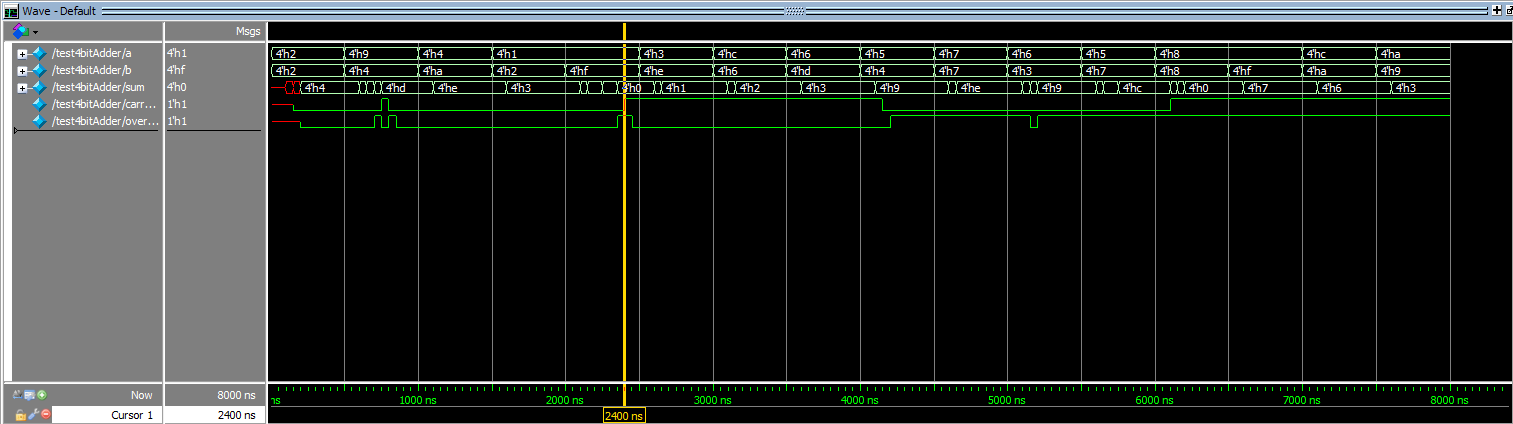 Wave - Default
Msgs
/test4bitAdder/a 4'h1 4'h2 4'h9 4'h4 4'h1 4'h3 4'hc 4'h6 4'h5 4'h7 4'h6 4'h5 4'h8 4'hc 4'ha
/test4bitAdder/b 4'hf 4'h2 4'h4 4'ha 4'h2 4'hf 4'he 4'h6 4'hd 4'h4 4'h7 4'h3 4'h7 4'h8 4'hf 4'ha 4'h9
/test4bitAdder/sum 4'h0 4'h4 4'hd 4'he 4'h3 4'h0 4'h1 4'h2 4'h3 4'h9 4'he 4'h9 4'hc 4'h0 4'h7 4'h6 4'h3
/test4bitAdder/carr... 1'h1
/test4bitAdder/over... 1'h1
Now 8000 ns ns 1000 ns 2000 ns 3000 ns 4000 ns 5000 ns 6000 ns 7000 ns 8000 ns
Cursor 1 2400 ns 2400 ns